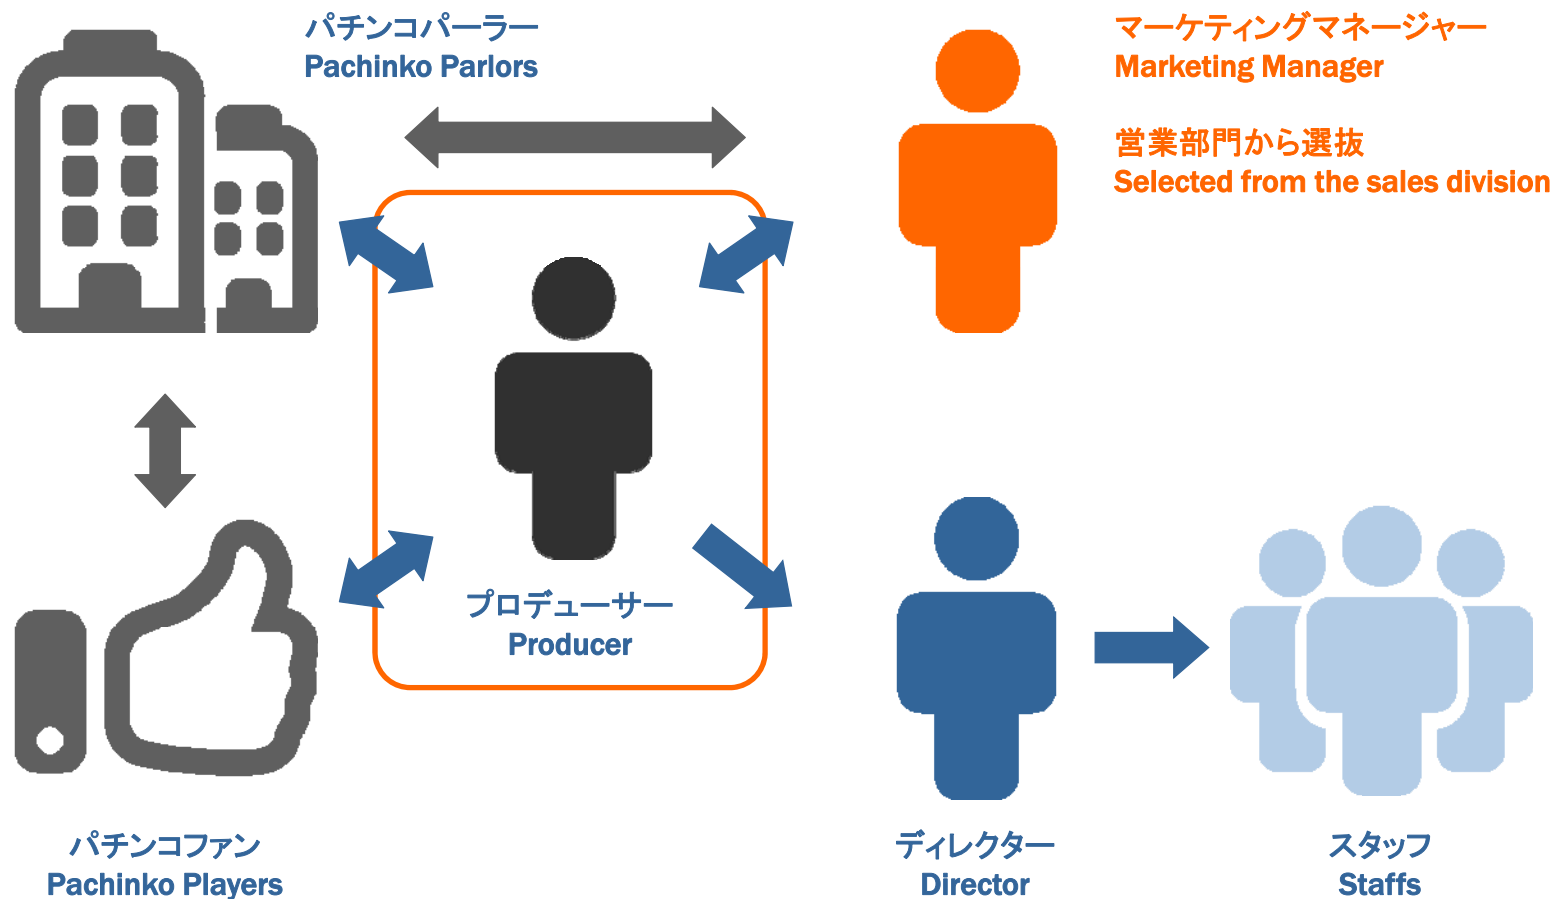 パチンコパーラー
Pachinko Parlors
マーケティングマネージャー
Marketing Manager
営業部門から選抜
Selected from the sales division
プロデューサー
Producer
パチンコファン
Pachinko Players
ディレクター
Director
スタッフ
Staffs